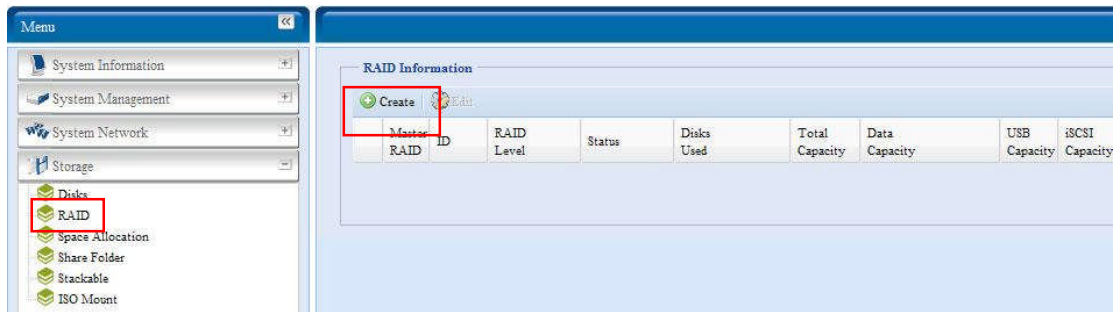 Menu
System Information
System Management
System Network
Storage
Disks
RAID
Space Allocation
Share Folder
Stackable
ISO Mount
RAID Information
Create Edit
Master RAID ID RAID Level Status Disks Used Total Capacity Data Capacity USB Capacity iSCSI Capacity